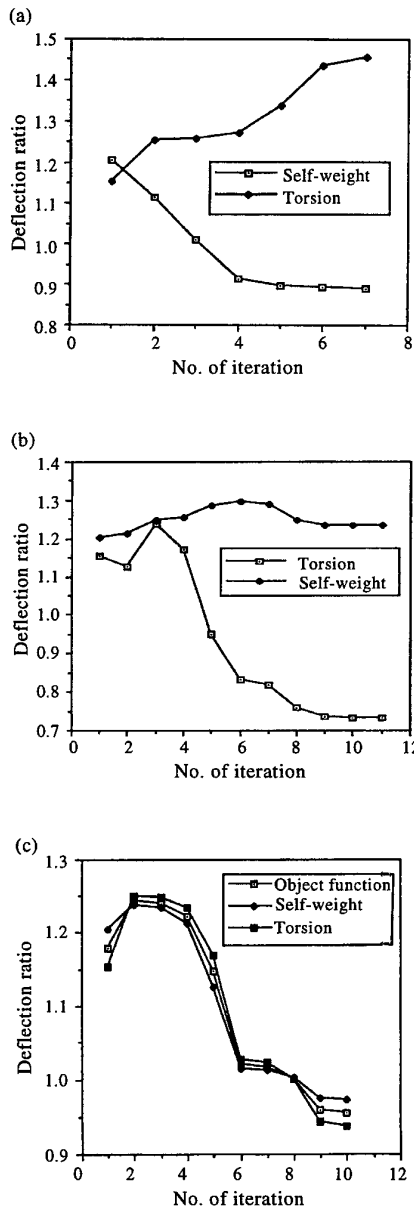 (a)
1.5
1.4
1.3
1.2
1.1
1.0
0.9
0.8
Deflection ratio
Self-weight
Torsion
0 2 4 6 8
No. of iteration
(b)
1.4
1.3
1.2
1.1
1.0
0.9
0.8
0.7
Deflection ratio
Torsion
Self-weight
0 2 4 6 8 10 12
No. of iteration
(c)
1.3
1.2
1.1
1.0
0.9
Deflection ratio
Object function
Self-weight
Torsion
0 2 4 6 8 10 12
No. of iteration